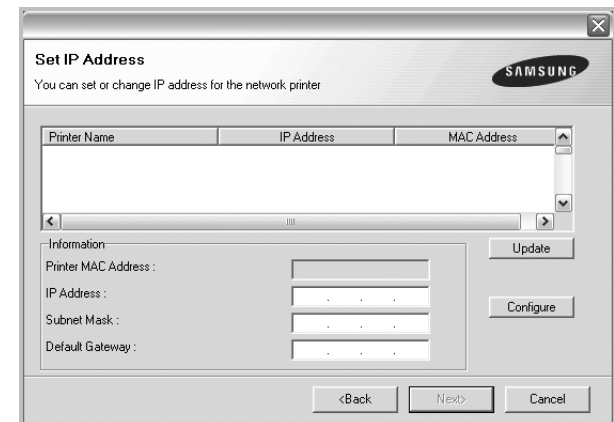 Set IP Address
You can set or change IP address for the network printer
SAMSUNG
Printer Name IP Address MAC Address
Information
Update
Printer MAC Address :
IP Address :
Configure
Subnet Mask :
Default Gateway :
<Back Next> Cancel